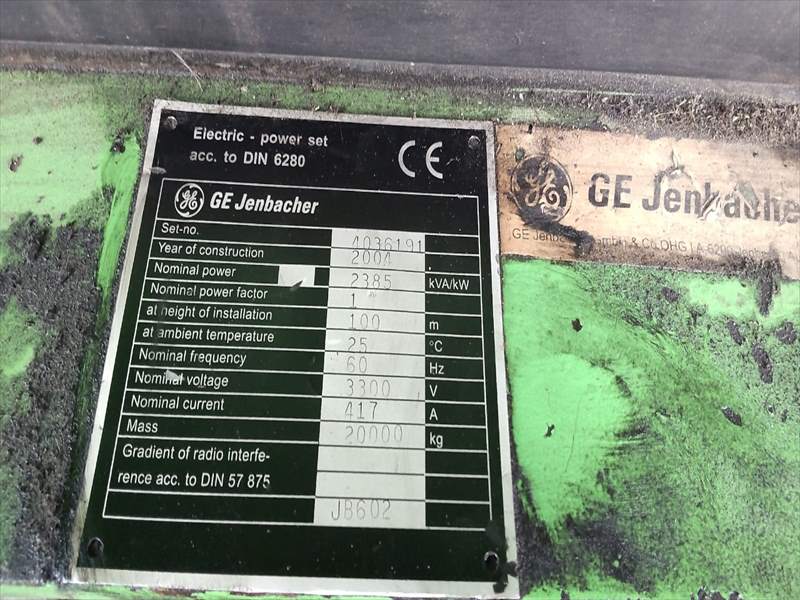 Electric - power set
acc. to DIN 6280
CE
GE Jenbacher
Set-no. 4036191
Year of construction 2004
Nominal power 2385 kVA/kW
Nominal power factor 1
at height of installation 100 m
at ambient temperature 25 °C
Nominal frequency 60 Hz
Nominal voltage 3300 V
Nominal current 417 A
Mass 20000 kg
Gradient of radio interfe-
rence acc. to DIN 57 875
JB602
GE Jenbache